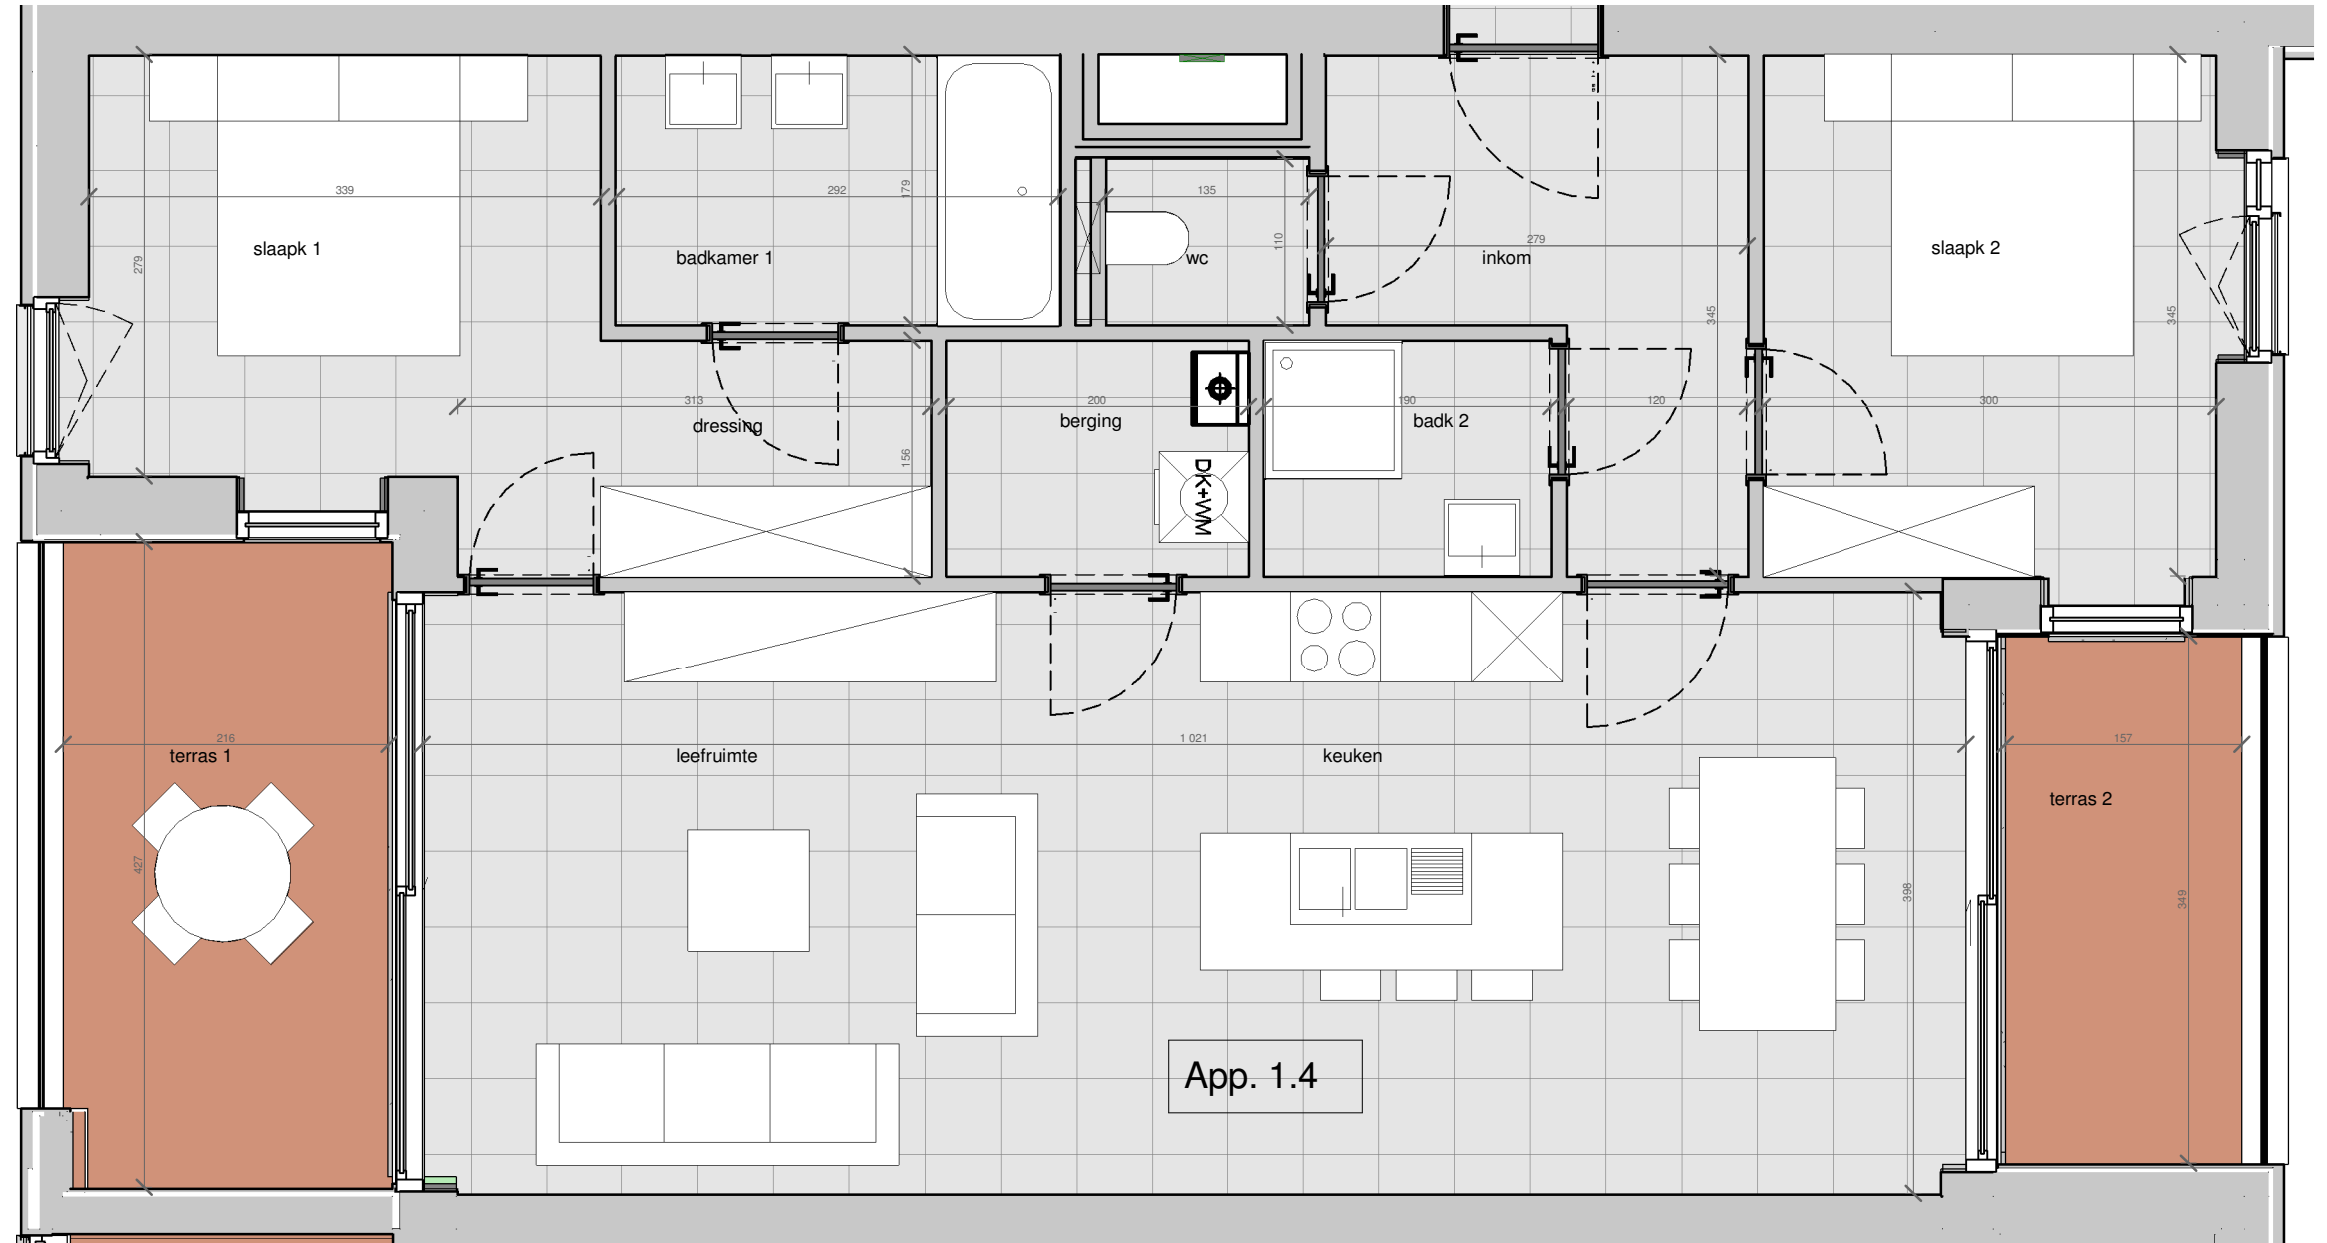 339
292
179
135
slaapk 1
279
badkamer 1
110
wc
279
inkom
345
slaapk 2
345
313
dressing
156
200
berging
DK+WM
190
badk 2
120
300
216
terras 1
427
leefruimte
1 021
keuken
398
157
terras 2
349
App. 1.4